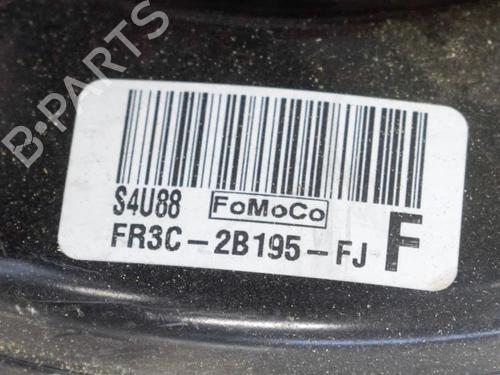 B-PARTS
S4U88 FoMoCo
FR3C-2B195-FJ F